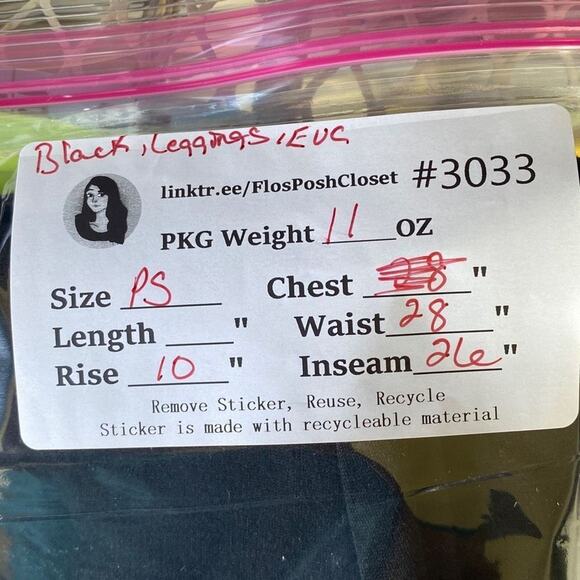 Black, Leggings, EUC
linktr.ee/FlosPoshCloset #3033
PKG Weight 11 OZ
Size PS Chest 28 "
Length ____ " Waist 28 "
Rise 10 " Inseam 26 "
Remove Sticker, Reuse, Recycle
Sticker is made with recycleable material